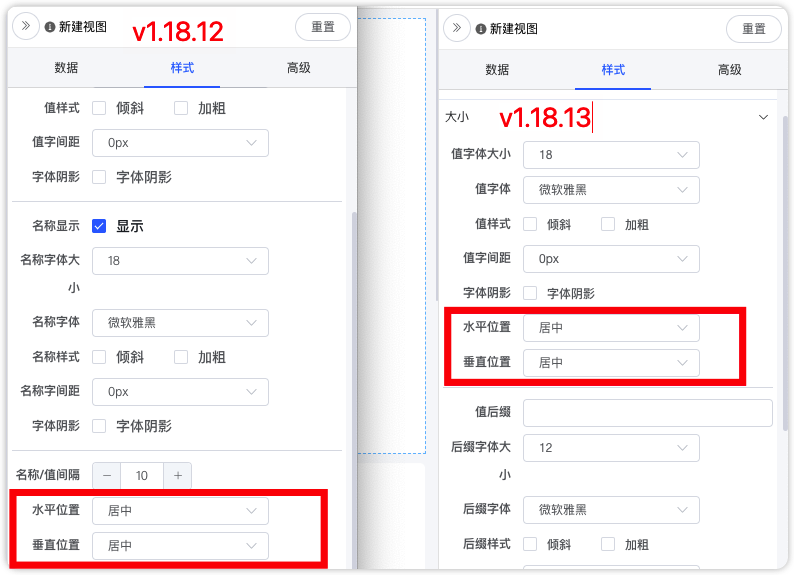 新建视图
v1.18.12
重置
数据
样式
高级
值样式
倾斜
加粗
值字间距
0px
字体阴影
字体阴影
名称显示
显示
名称字体大
小
18
名称字体
微软雅黑
名称样式
倾斜
加粗
名称字间距
0px
字体阴影
字体阴影
名称/值间隔
10
水平位置
居中
垂直位置
居中
新建视图
重置
数据
样式
高级
大小
v1.18.13
值字体大小
18
值字体
微软雅黑
值样式
倾斜
加粗
值字间距
0px
字体阴影
字体阴影
水平位置
居中
垂直位置
居中
值后缀
后缀字体大
小
12
后缀字体
微软雅黑
后缀样式
倾斜
加粗